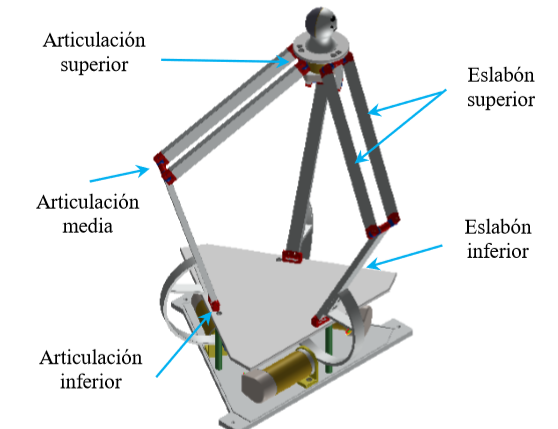 Articulación
superior
Eslabón
superior
Articulación
media
Eslabón
inferior
Articulación
inferior